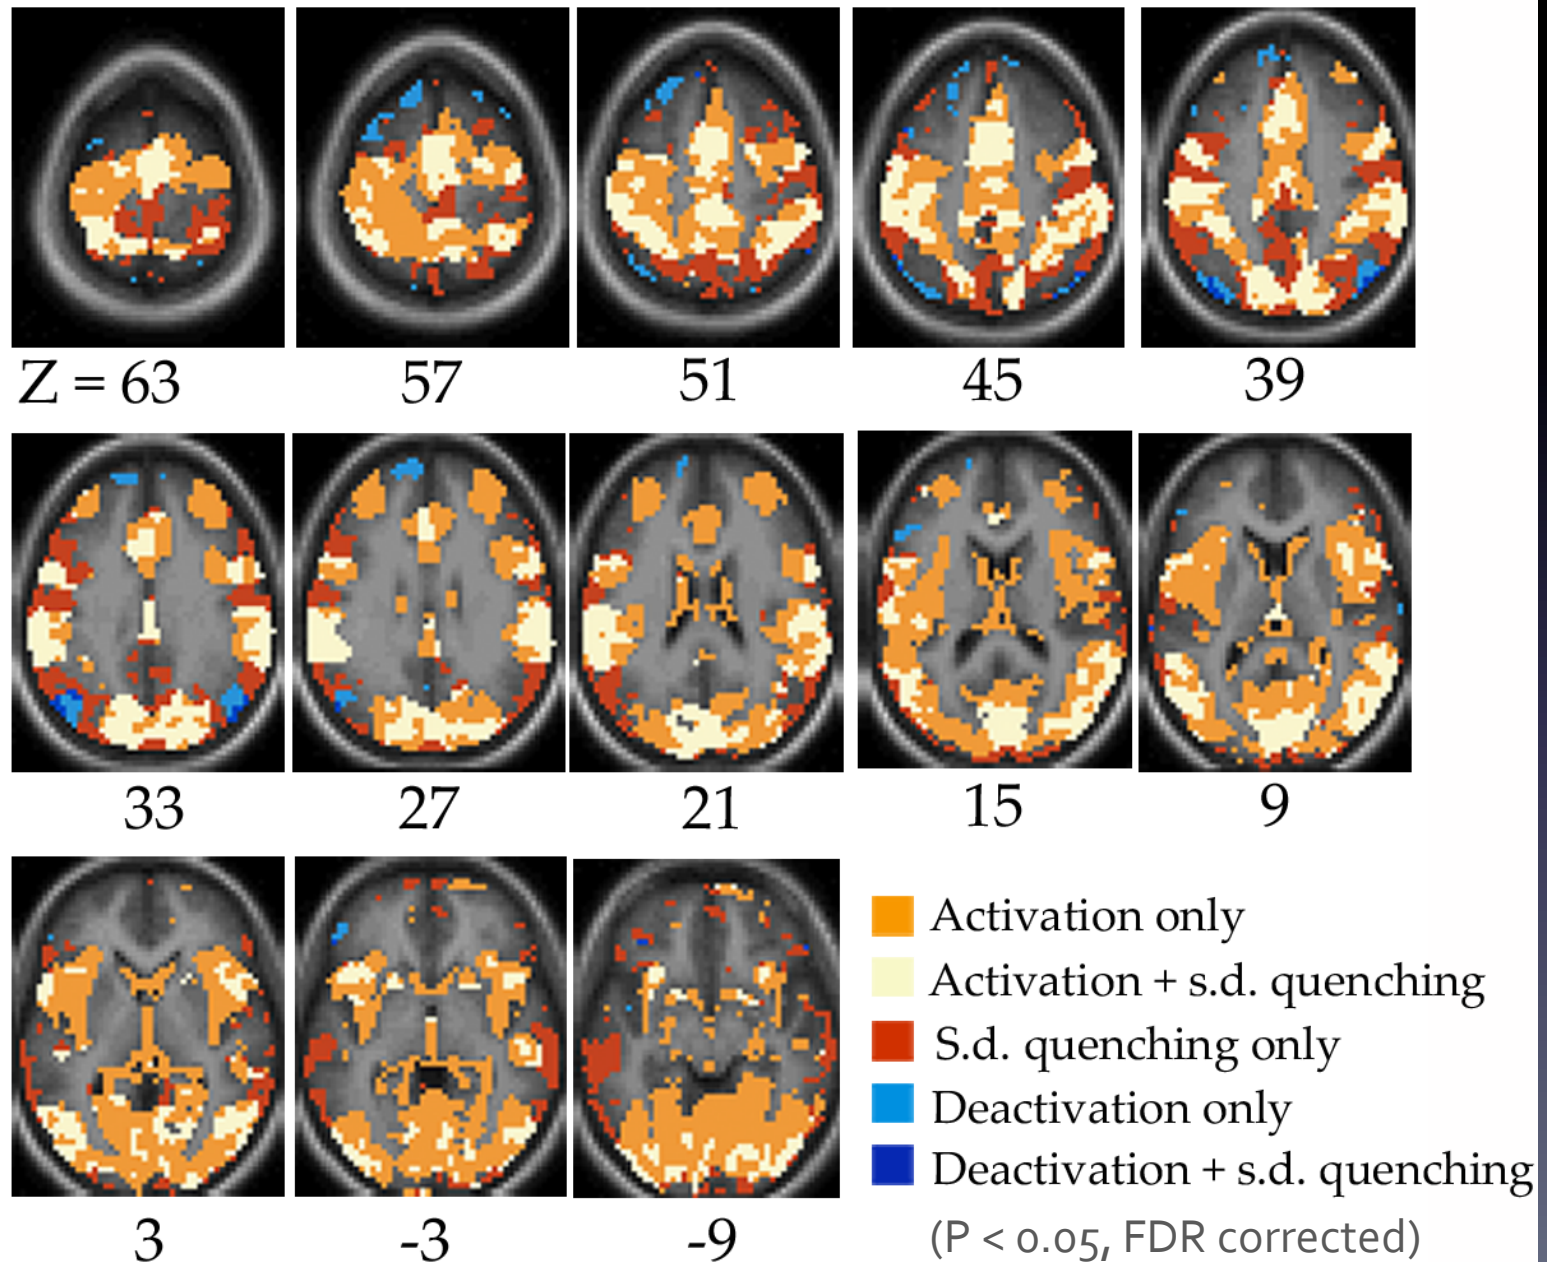 Z = 63
57
51
45
39
33
27
21
15
9
3
-3
-9
Activation only
Activation + s.d. quenching
S.d. quenching only
Deactivation only
Deactivation + s.d. quenching
(P < 0.05, FDR corrected)